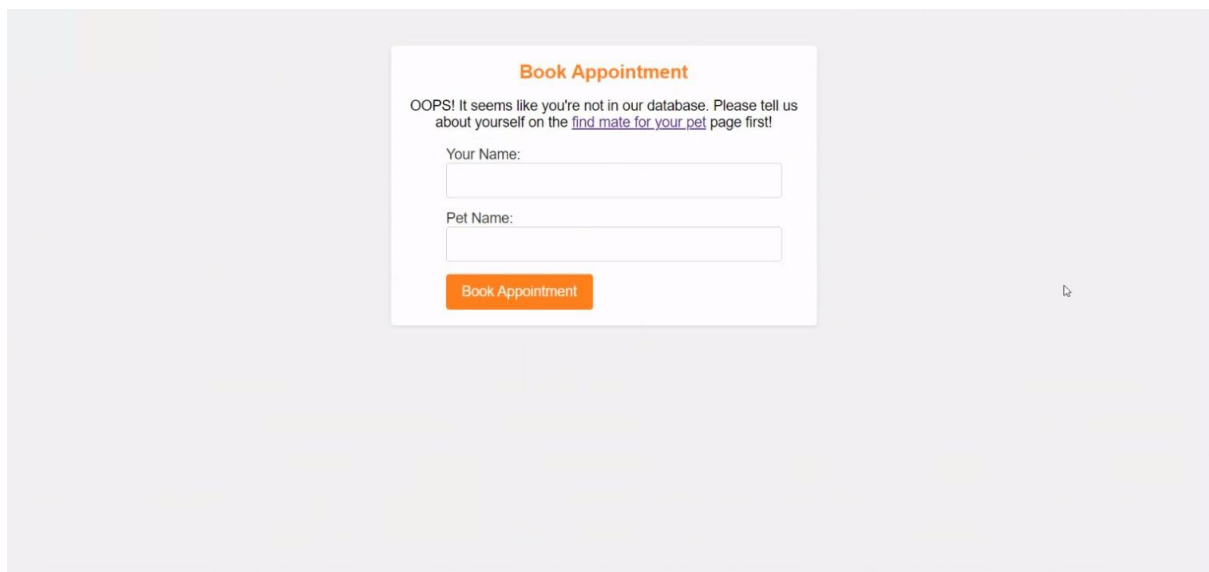 Book Appointment
OOPS! It seems like you're not in our database. Please tell us
about yourself on the find mate for your pet page first!
Your Name:
Pet Name:
Book Appointment